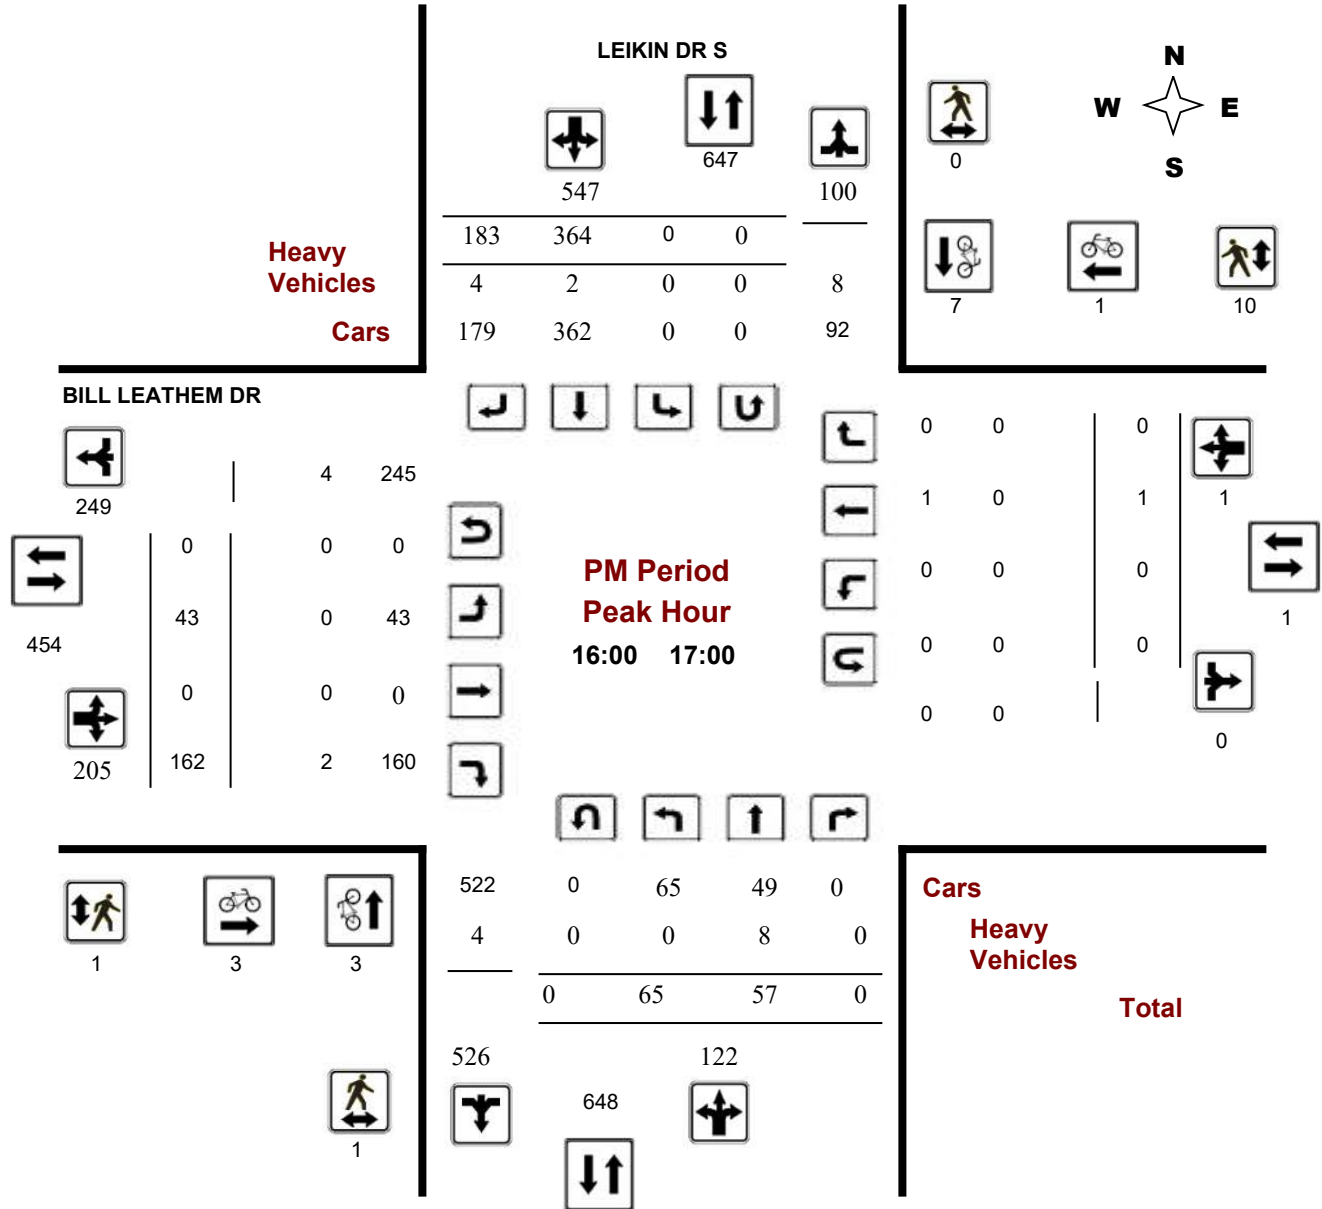 LEIKIN DR S
N
W E
S
647
0
547 100
183 364 0 0
Heavy
Vehicles
4 2 0 0 8
7 1 10
Cars
179 362 0 0 92
BILL LEATHEM DR
0 0 0
4 245
249
1 0 1 1
0 0 0
PM Period
0 0 0
Peak Hour
43 0 43
1
454
16:00 17:00
0 0 0
0 0 0
0 0
0
205 162 2 160
522 0 65 49 0
Cars
4 0 0 8 0
Heavy
Vehicles
1 3 3
0 65 57 0
Total
526 122
648
1